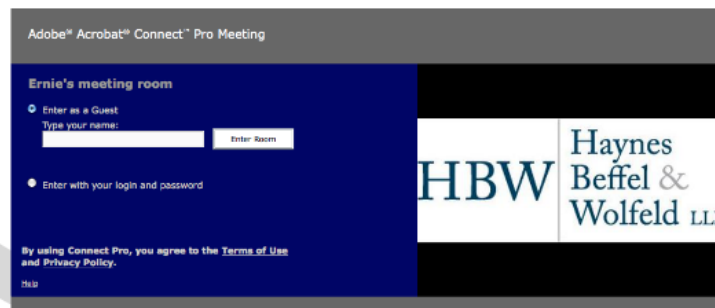 Adobe® Acrobat® Connect™ Pro Meeting
Ernie's meeting room
Enter as a Guest
Type your name:
Enter Room
Enter with your login and password
By using Connect Pro, you agree to the Terms of Use
and Privacy Policy.
Help
HBW
Haynes
Beffel &
Wolfeld LL